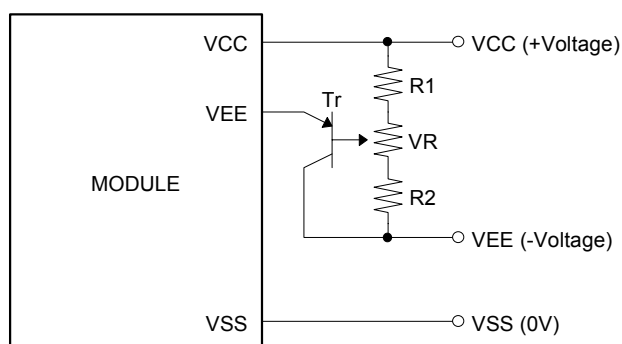 VCC
VCC (+Voltage)
R1
Tr
VEE
VR
MODULE
R2
VEE (-Voltage)
VSS
VSS (0V)